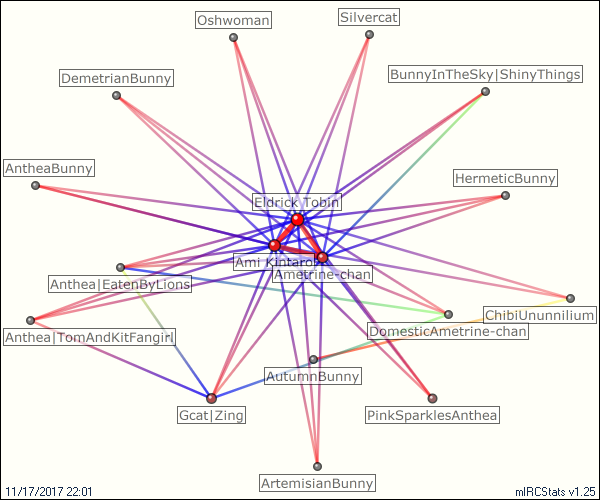 Oshwoman
Silvercat
DemetrianBunny
BunnyInTheSky|ShinyThings
AntheaBunny
HermeticBunny
Eldrick_Tobin
Ami_Kintaro
Ametrine-chan
Anthea|EatenByLions
ChibiUnunnilium
Anthea|TomAndKitFangirl
DomesticAmetrine-chan
AutumnBunny
Gcat|Zing
PinkSparklesAnthea
ArtemisianBunny
11/17/2017 22:01
mIRCStats v1.25